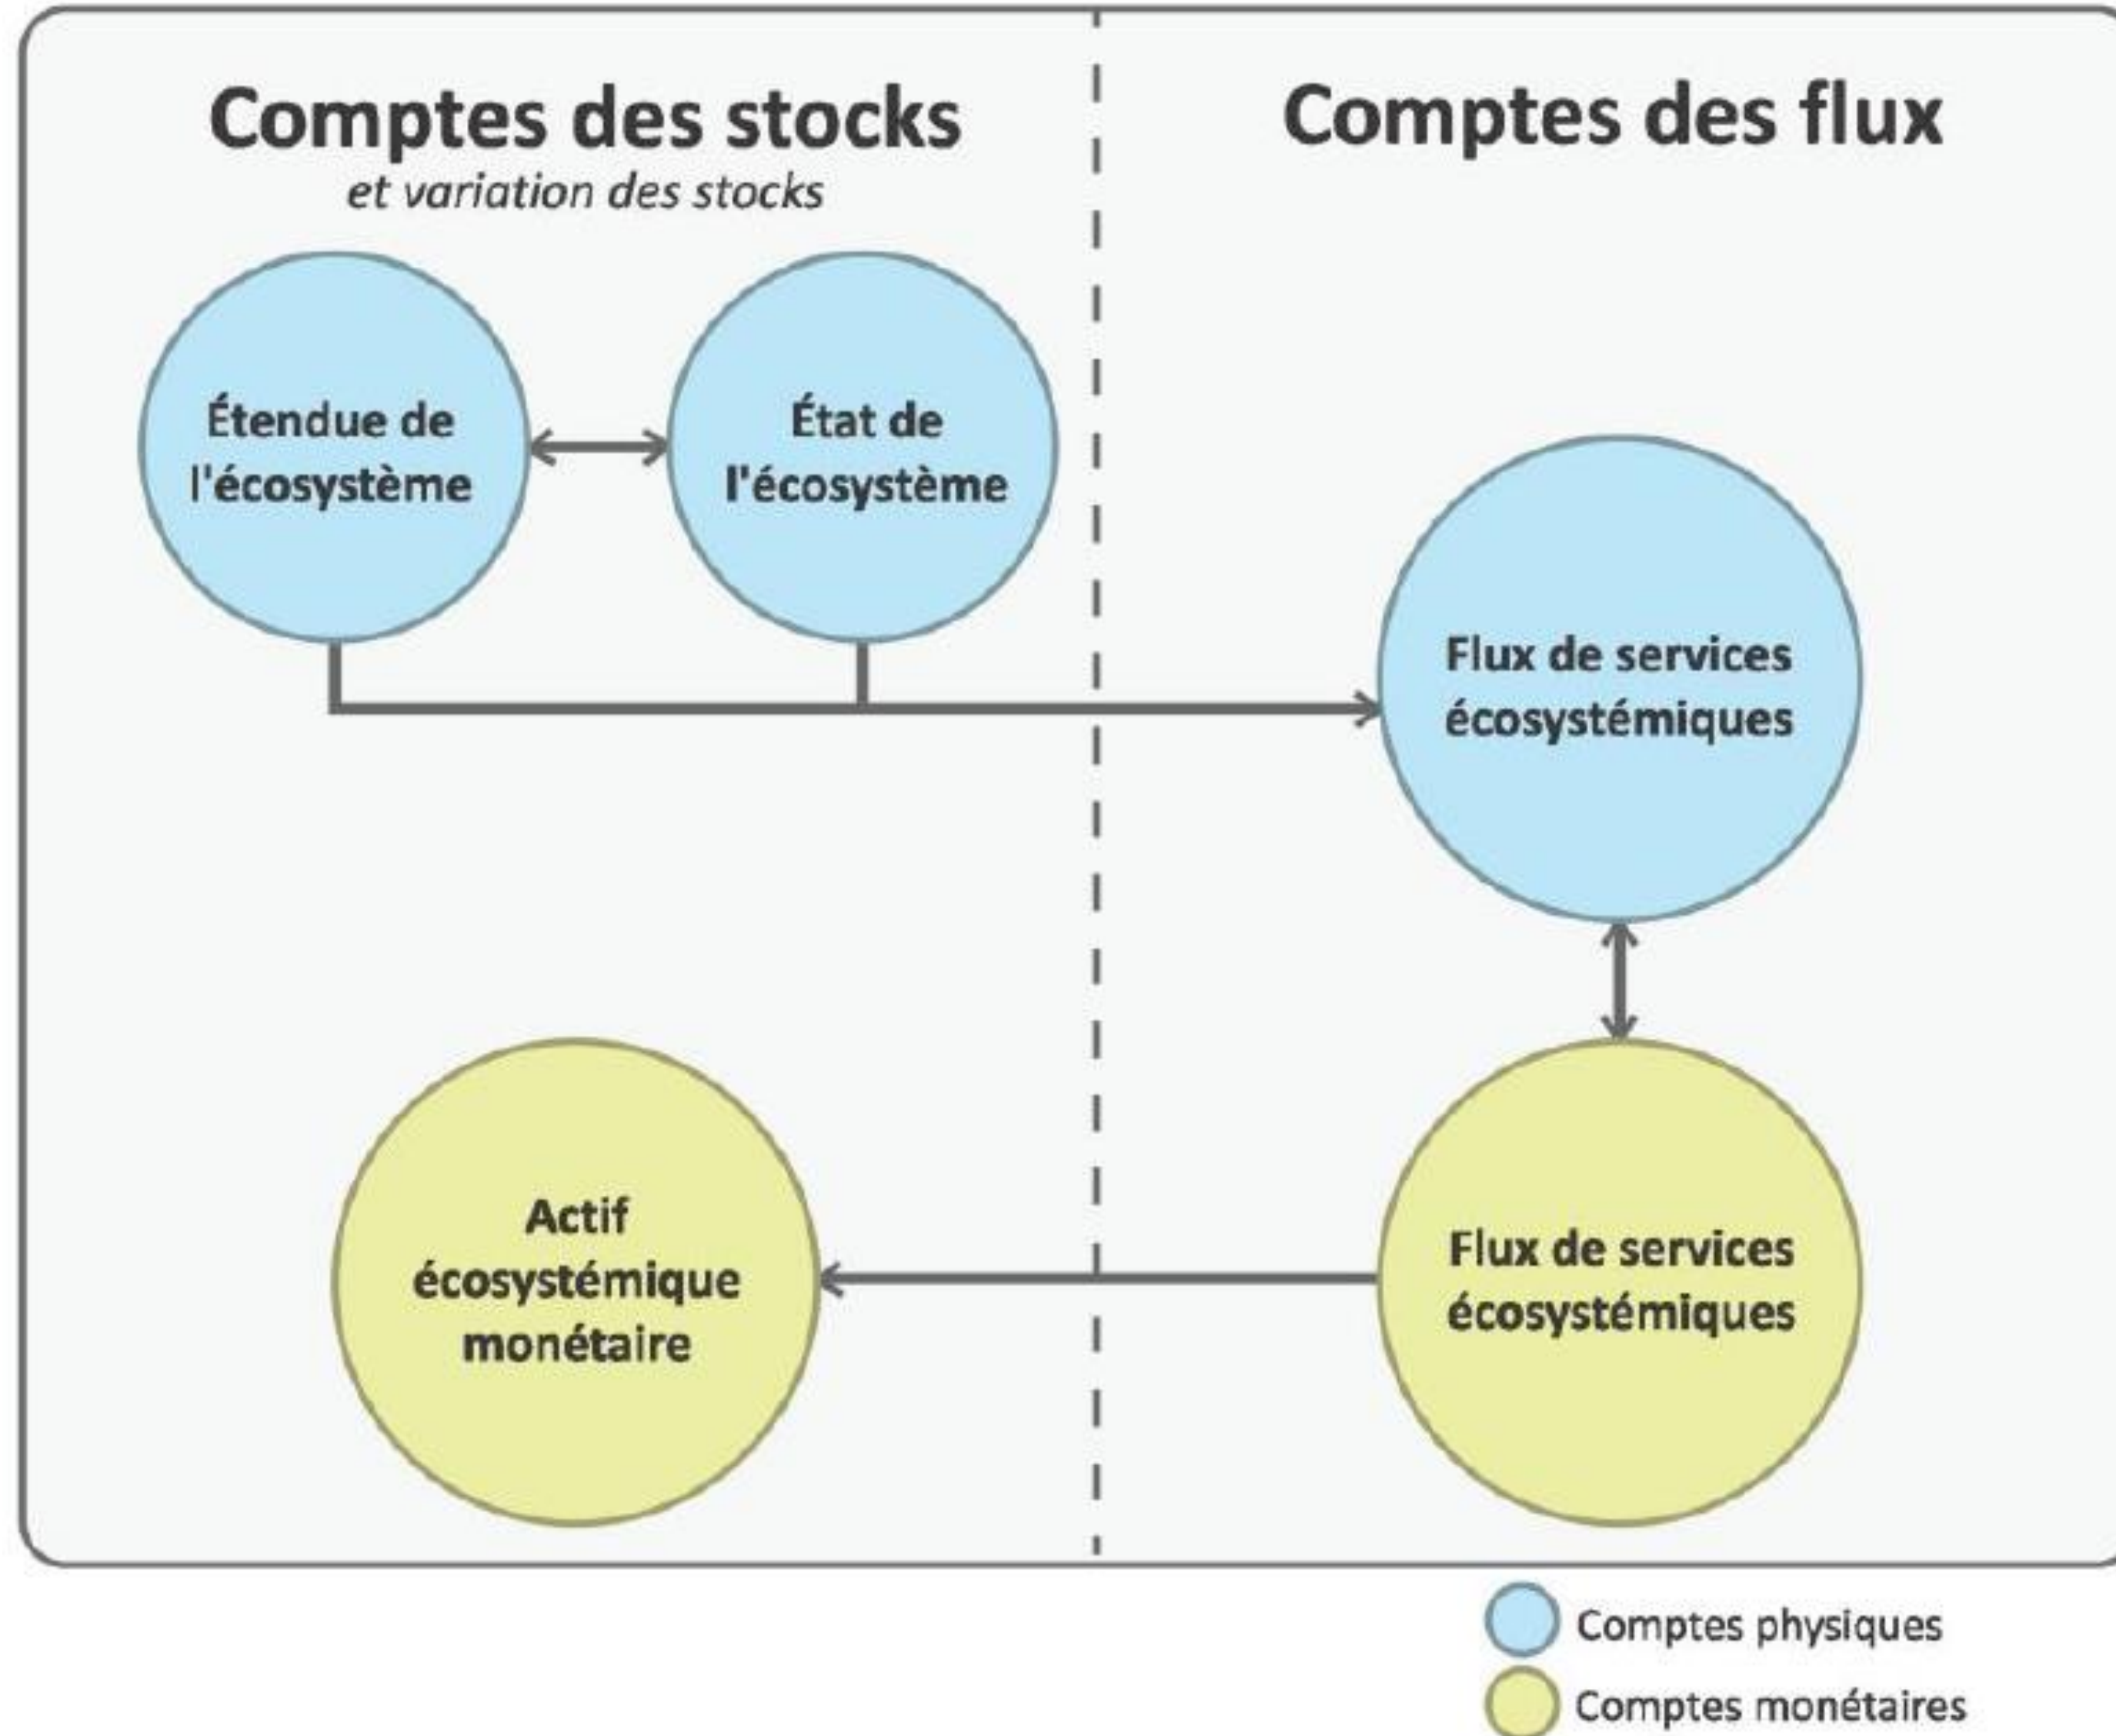 Comptes des stocks
et variation des stocks
Comptes des flux
Étendue de
l'écosystème
État de
l'écosystème
Flux de services
écosystémiques
Actif
écosystémique
monétaire
Flux de services
écosystémiques
Comptes physiques
Comptes monétaires